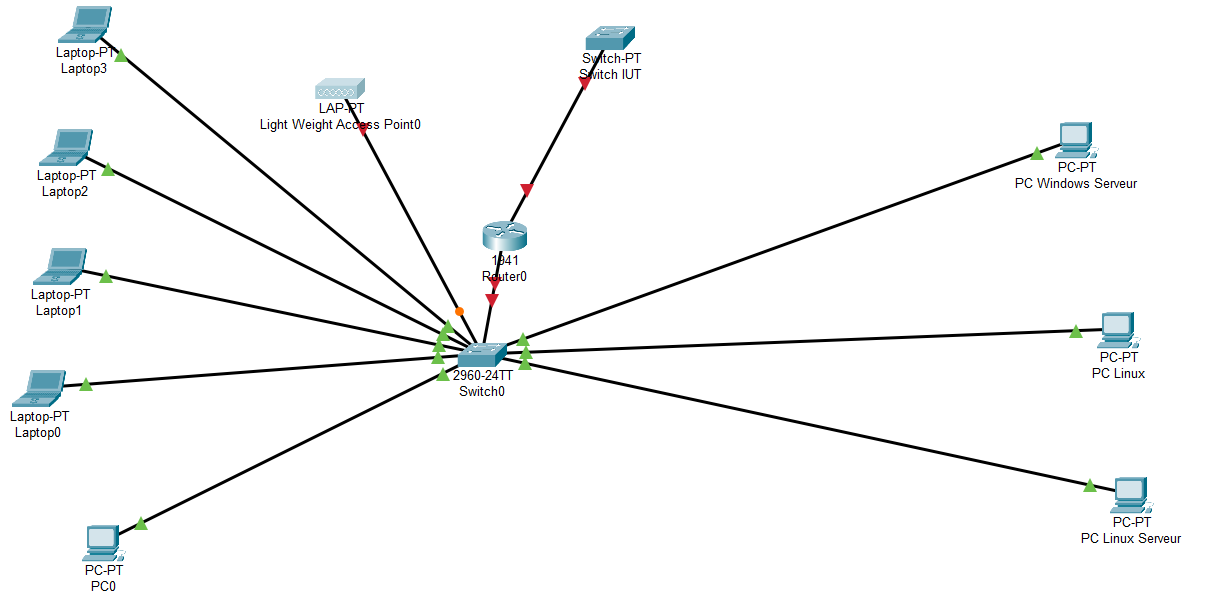 Laptop-PT
Laptop3
Switch-PT
Switch IUT
LAP-PT
Light Weight Access Point0
PC-PT
PC Windows Serveur
Laptop-PT
Laptop2
1941
Router0
Laptop-PT
Laptop1
PC-PT
PC Linux
2960-24TT
Switch0
Laptop-PT
Laptop0
PC-PT
PC Linux Serveur
PC-PT
PC0